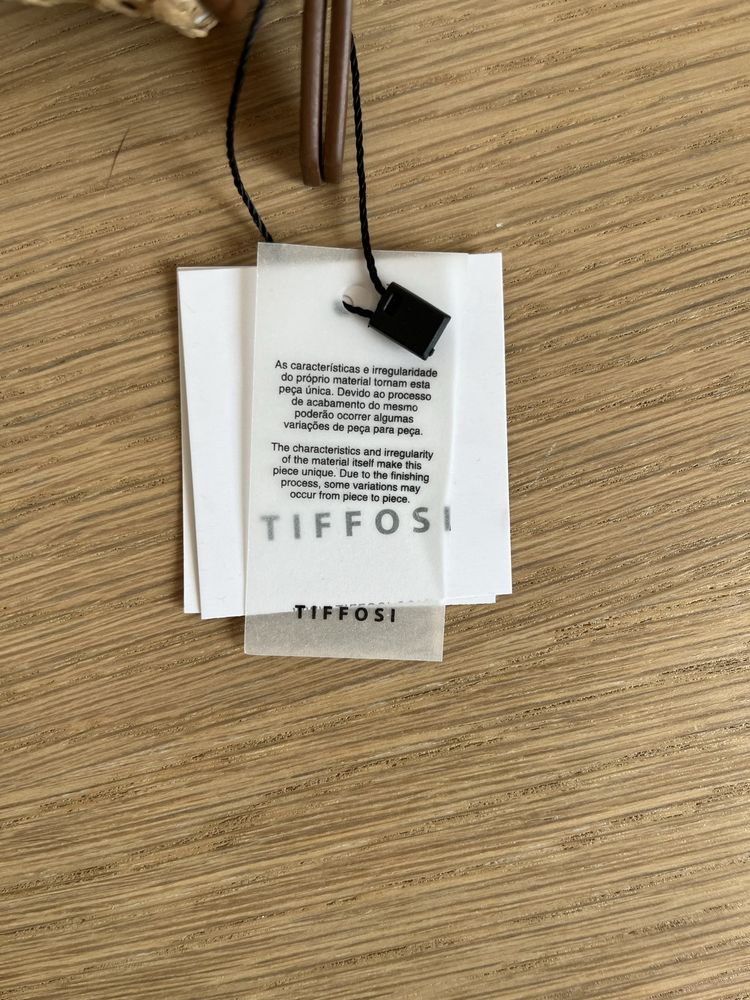 As características e irregularidade
do próprio material tornam esta
peça única. Devido ao processo
de acabamento do mesmo
poderão ocorrer algumas
variações de peça para peça.
The characteristics and irregularity
of the material itself make this
piece unique. Due to the finishing
process, some variations may
occur from piece to piece.
TIFFOSI
TIFFOSI